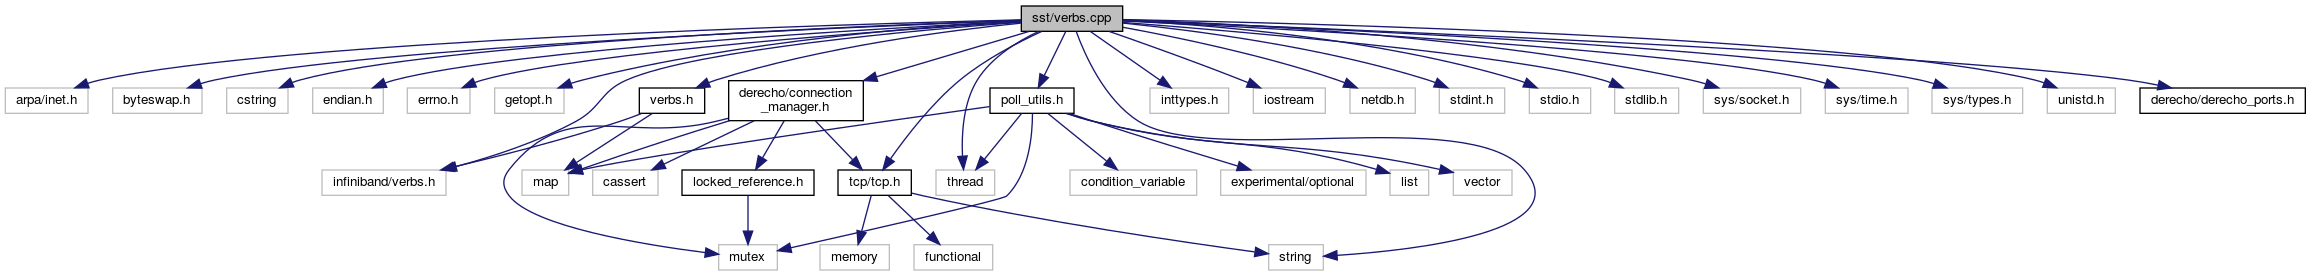 sst/verbs.cpp
arpa/inet.h
byteswap.h
cstring
endian.h
errno.h
getopt.h
verbs.h
derecho/connection
_manager.h
poll_utils.h
inttypes.h
iostream
netdb.h
stdint.h
stdio.h
stdlib.h
sys/socket.h
sys/time.h
sys/types.h
unistd.h
derecho/derecho_ports.h
infiniband/verbs.h
map
cassert
locked_reference.h
tcp/tcp.h
thread
condition_variable
experimental/optional
list
vector
mutex
memory
functional
string